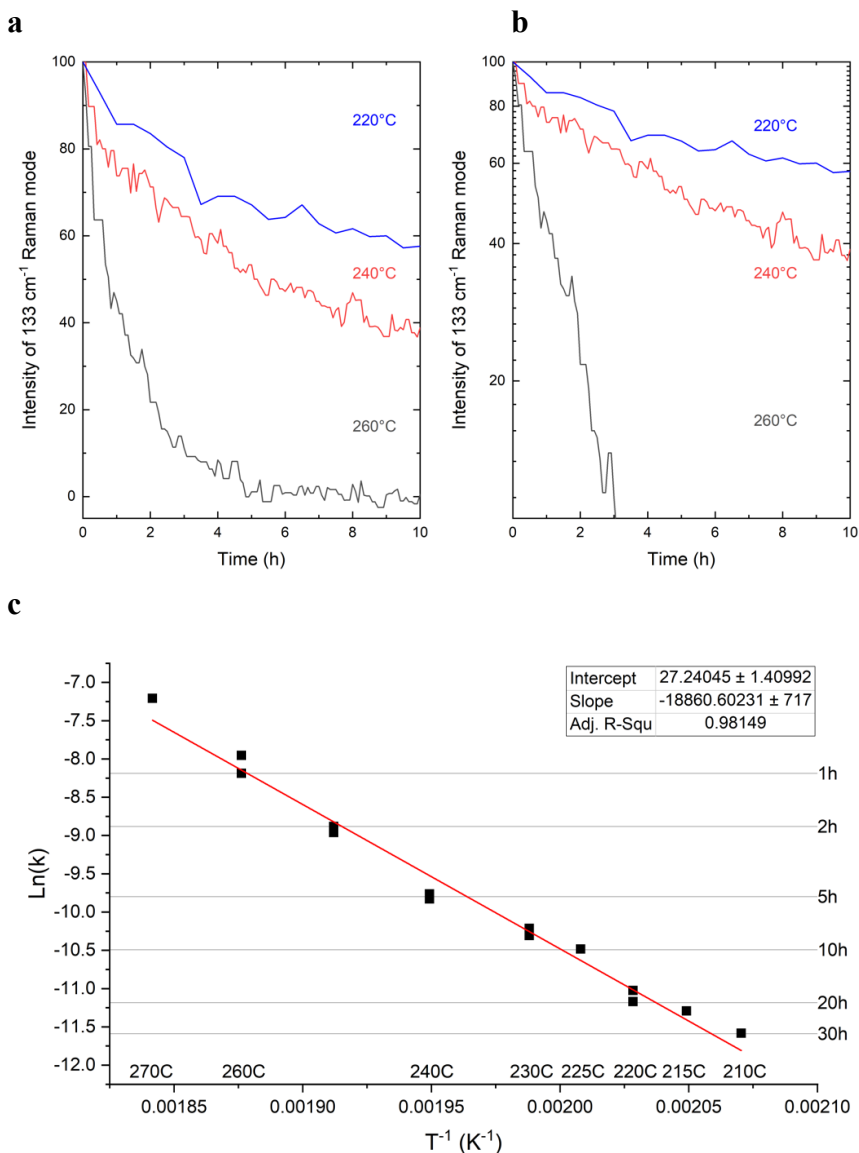 a
b
Intensity of 133 cm⁻¹ Raman mode
100
80
60
40
20
0
220°C
240°C
260°C
0
2
4
6
8
10
Time (h)
Intensity of 133 cm⁻¹ Raman mode
100
80
60
40
20
220°C
240°C
260°C
0
2
4
6
8
10
Time (h)
c
Ln(k)
-7.0
-7.5
-8.0
-8.5
-9.0
-9.5
-10.0
-10.5
-11.0
-11.5
-12.0
Intercept 27.24045 ± 1.40992
Slope -18860.60231 ± 717
Adj. R-Squ 0.98149
1h
2h
5h
10h
20h
30h
270C 260C 240C 230C 225C 220C 215C 210C
0.00185 0.00190 0.00195 0.00200 0.00205 0.00210
T⁻¹ (K⁻¹)